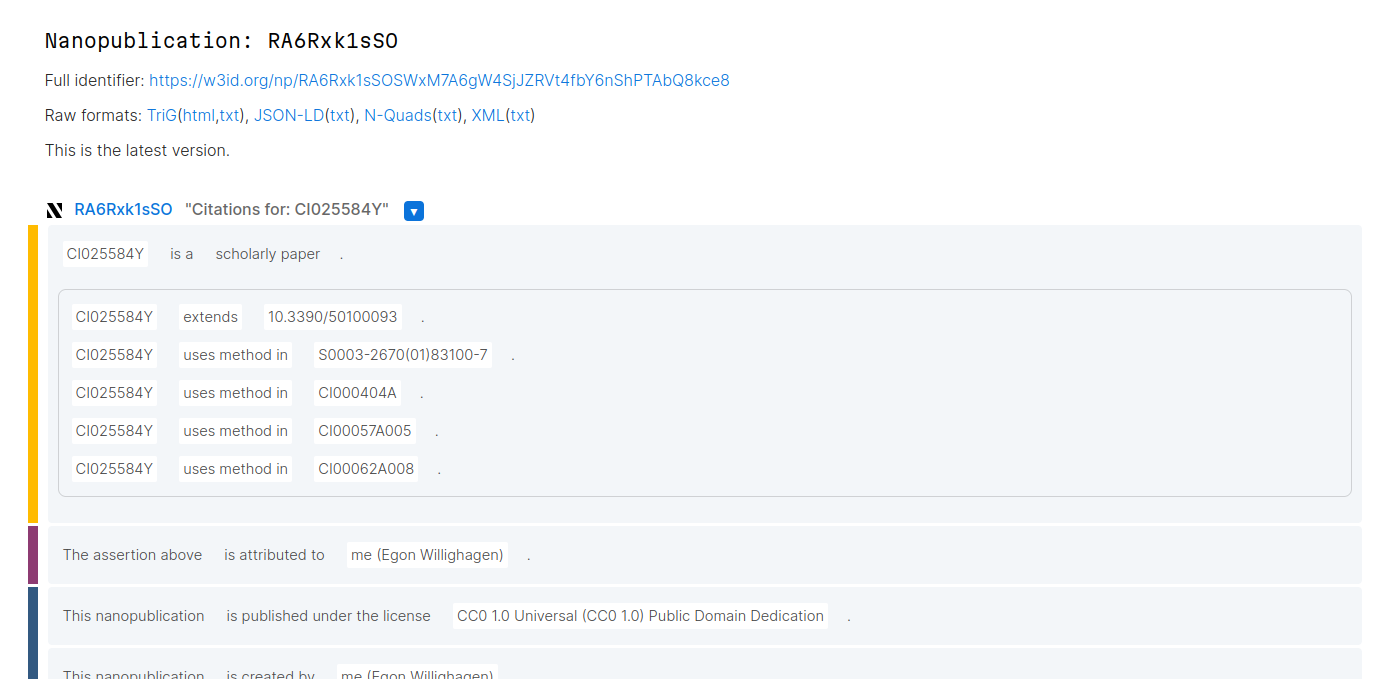 Nanopublication: RA6Rxk1sSO
Full identifier: https://w3id.org/np/RA6Rxk1sSOSWxM7A6gW4SjJZRVt4fbY6nShPTAbQ8kce8
Raw formats: TriG(html,txt), JSON-LD(txt), N-Quads(txt), XML(txt)
This is the latest version.
RA6Rxk1sSO "Citations for: CI025584Y"
CI025584Y is a scholarly paper .
CI025584Y extends 10.3390/50100093 .
CI025584Y uses method in S0003-2670(01)83100-7 .
CI025584Y uses method in CI000404A .
CI025584Y uses method in CI00057A005 .
CI025584Y uses method in CI00062A008 .
The assertion above is attributed to me (Egon Willighagen) .
This nanopublication is published under the license CC0 1.0 Universal (CC0 1.0) Public Domain Dedication .
This nanopublication is created by me (Egon Willighagen)